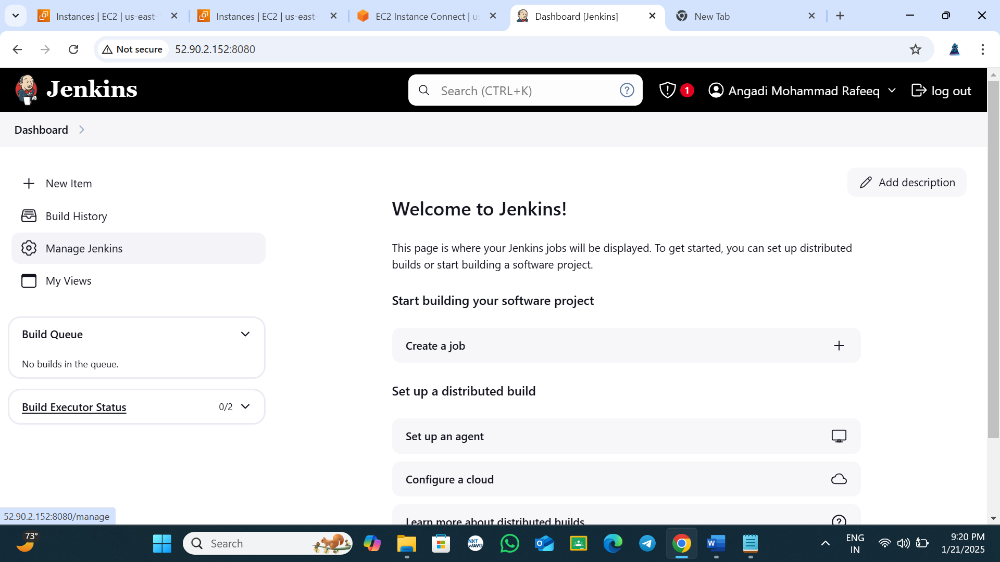 Instances | EC2 | us-east-1
Instances | EC2 | us-east-
EC2 Instance Connect | us
Dashboard [Jenkins]
New Tab
Not secure
52.90.2.152:8080
Jenkins
Search (CTRL+K)
1
Angadi Mohammad Rafeeq
log out
Dashboard
New Item
Build History
Manage Jenkins
My Views
Add description
Welcome to Jenkins!
This page is where your Jenkins jobs will be displayed. To get started, you can set up distributed
builds or start building a software project.
Start building your software project
Create a job
Set up a distributed build
Set up an agent
Configure a cloud
Learn more about distributed builds
Build Queue
No builds in the queue.
Build Executor Status
0/2
52.90.2.152:8080/manage
73°
Search
NXT
WAVE
ENG
IN
9:20 PM
1/21/2025